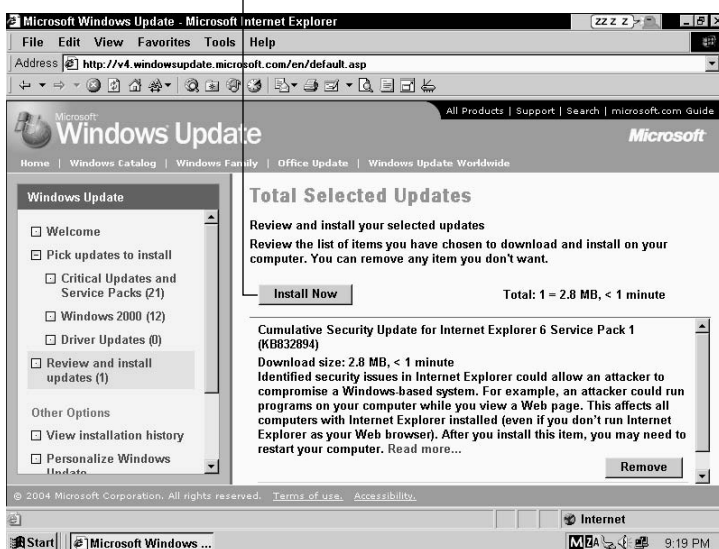 Microsoft Windows Update - Microsoft Internet Explorer
ZZ Z Z
File Edit View Favorites Tools Help
Address http://v4.windowsupdate.microsoft.com/en/default.asp
All Products | Support | Search | microsoft.com Guide
Microsoft
Windows Update
Microsoft
Home | Windows Catalog | Windows Family | Office Update | Windows Update Worldwide
Windows Update
Welcome
Pick updates to install
Critical Updates and
Service Packs (21)
Windows 2000 (12)
Driver Updates (0)
Review and install
updates (1)
Other Options
View installation history
Personalize Windows
Update
Total Selected Updates
Review and install your selected updates
Review the list of items you have chosen to download and install on your
computer. You can remove any item you don't want.
Install Now
Total: 1 = 2.8 MB, < 1 minute
Cumulative Security Update for Internet Explorer 6 Service Pack 1
(KB832894)
Download size: 2.8 MB, < 1 minute
Identified security issues in Internet Explorer could allow an attacker to
compromise a Windows-based system. For example, an attacker could run
programs on your computer while you view a Web page. This affects all
computers with Internet Explorer installed (even if you don't run Internet
Explorer as your Web browser). After you install this item, you may need to
restart your computer. Read more...
Remove
© 2004 Microsoft Corporation. All rights reserved. Terms of use. Accessibility.
Internet
Start
Microsoft Windows ...
9:19 PM